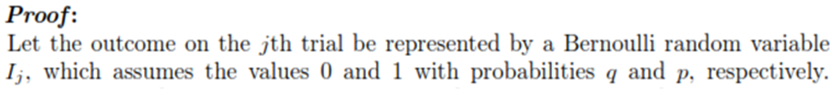 Proof:
Let the outcome on the jth trial be represented by a Bernoulli random variable
I_j, which assumes the values 0 and 1 with probabilities q and p, respectively.